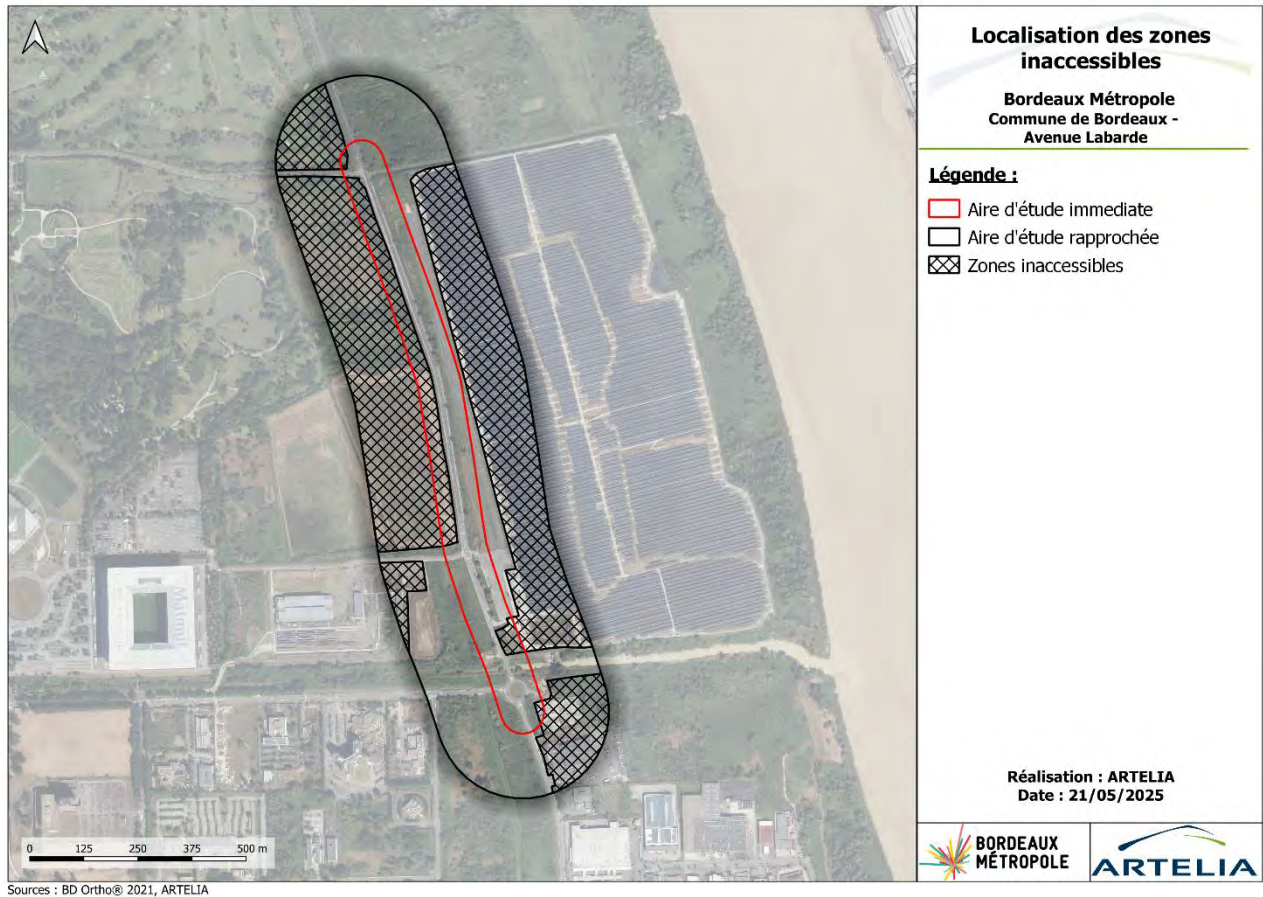 Localisation des zones
inaccessibles
Bordeaux Métropole
Commune de Bordeaux -
Avenue Labarde
Légende :
Aire d'étude immediate
Aire d'étude rapprochée
Zones inaccessibles
Réalisation : ARTELIA
Date : 21/05/2025
BORDEAUX
MÉTROPOLE
ARTELIA
0 125 250 375 500 m
Sources : BD Ortho® 2021, ARTELIA